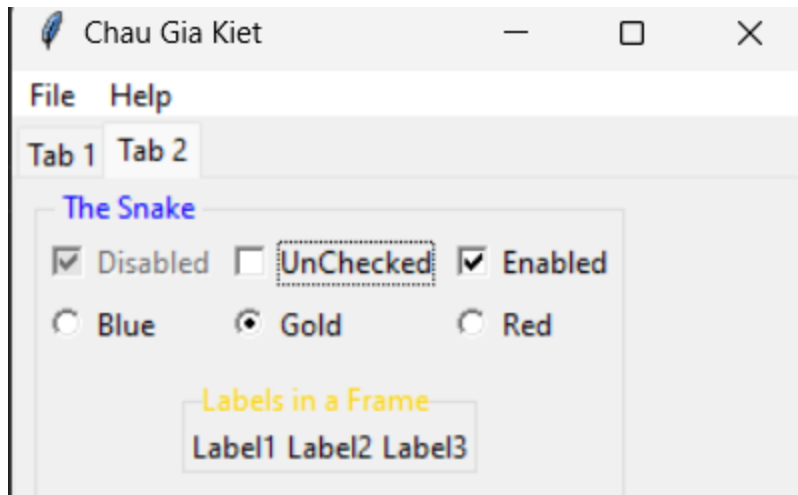 Chau Gia Kiet
File Help
Tab 1 Tab 2
The Snake
Disabled UnChecked Enabled
Blue Gold Red
Labels in a Frame
Label1 Label2 Label3